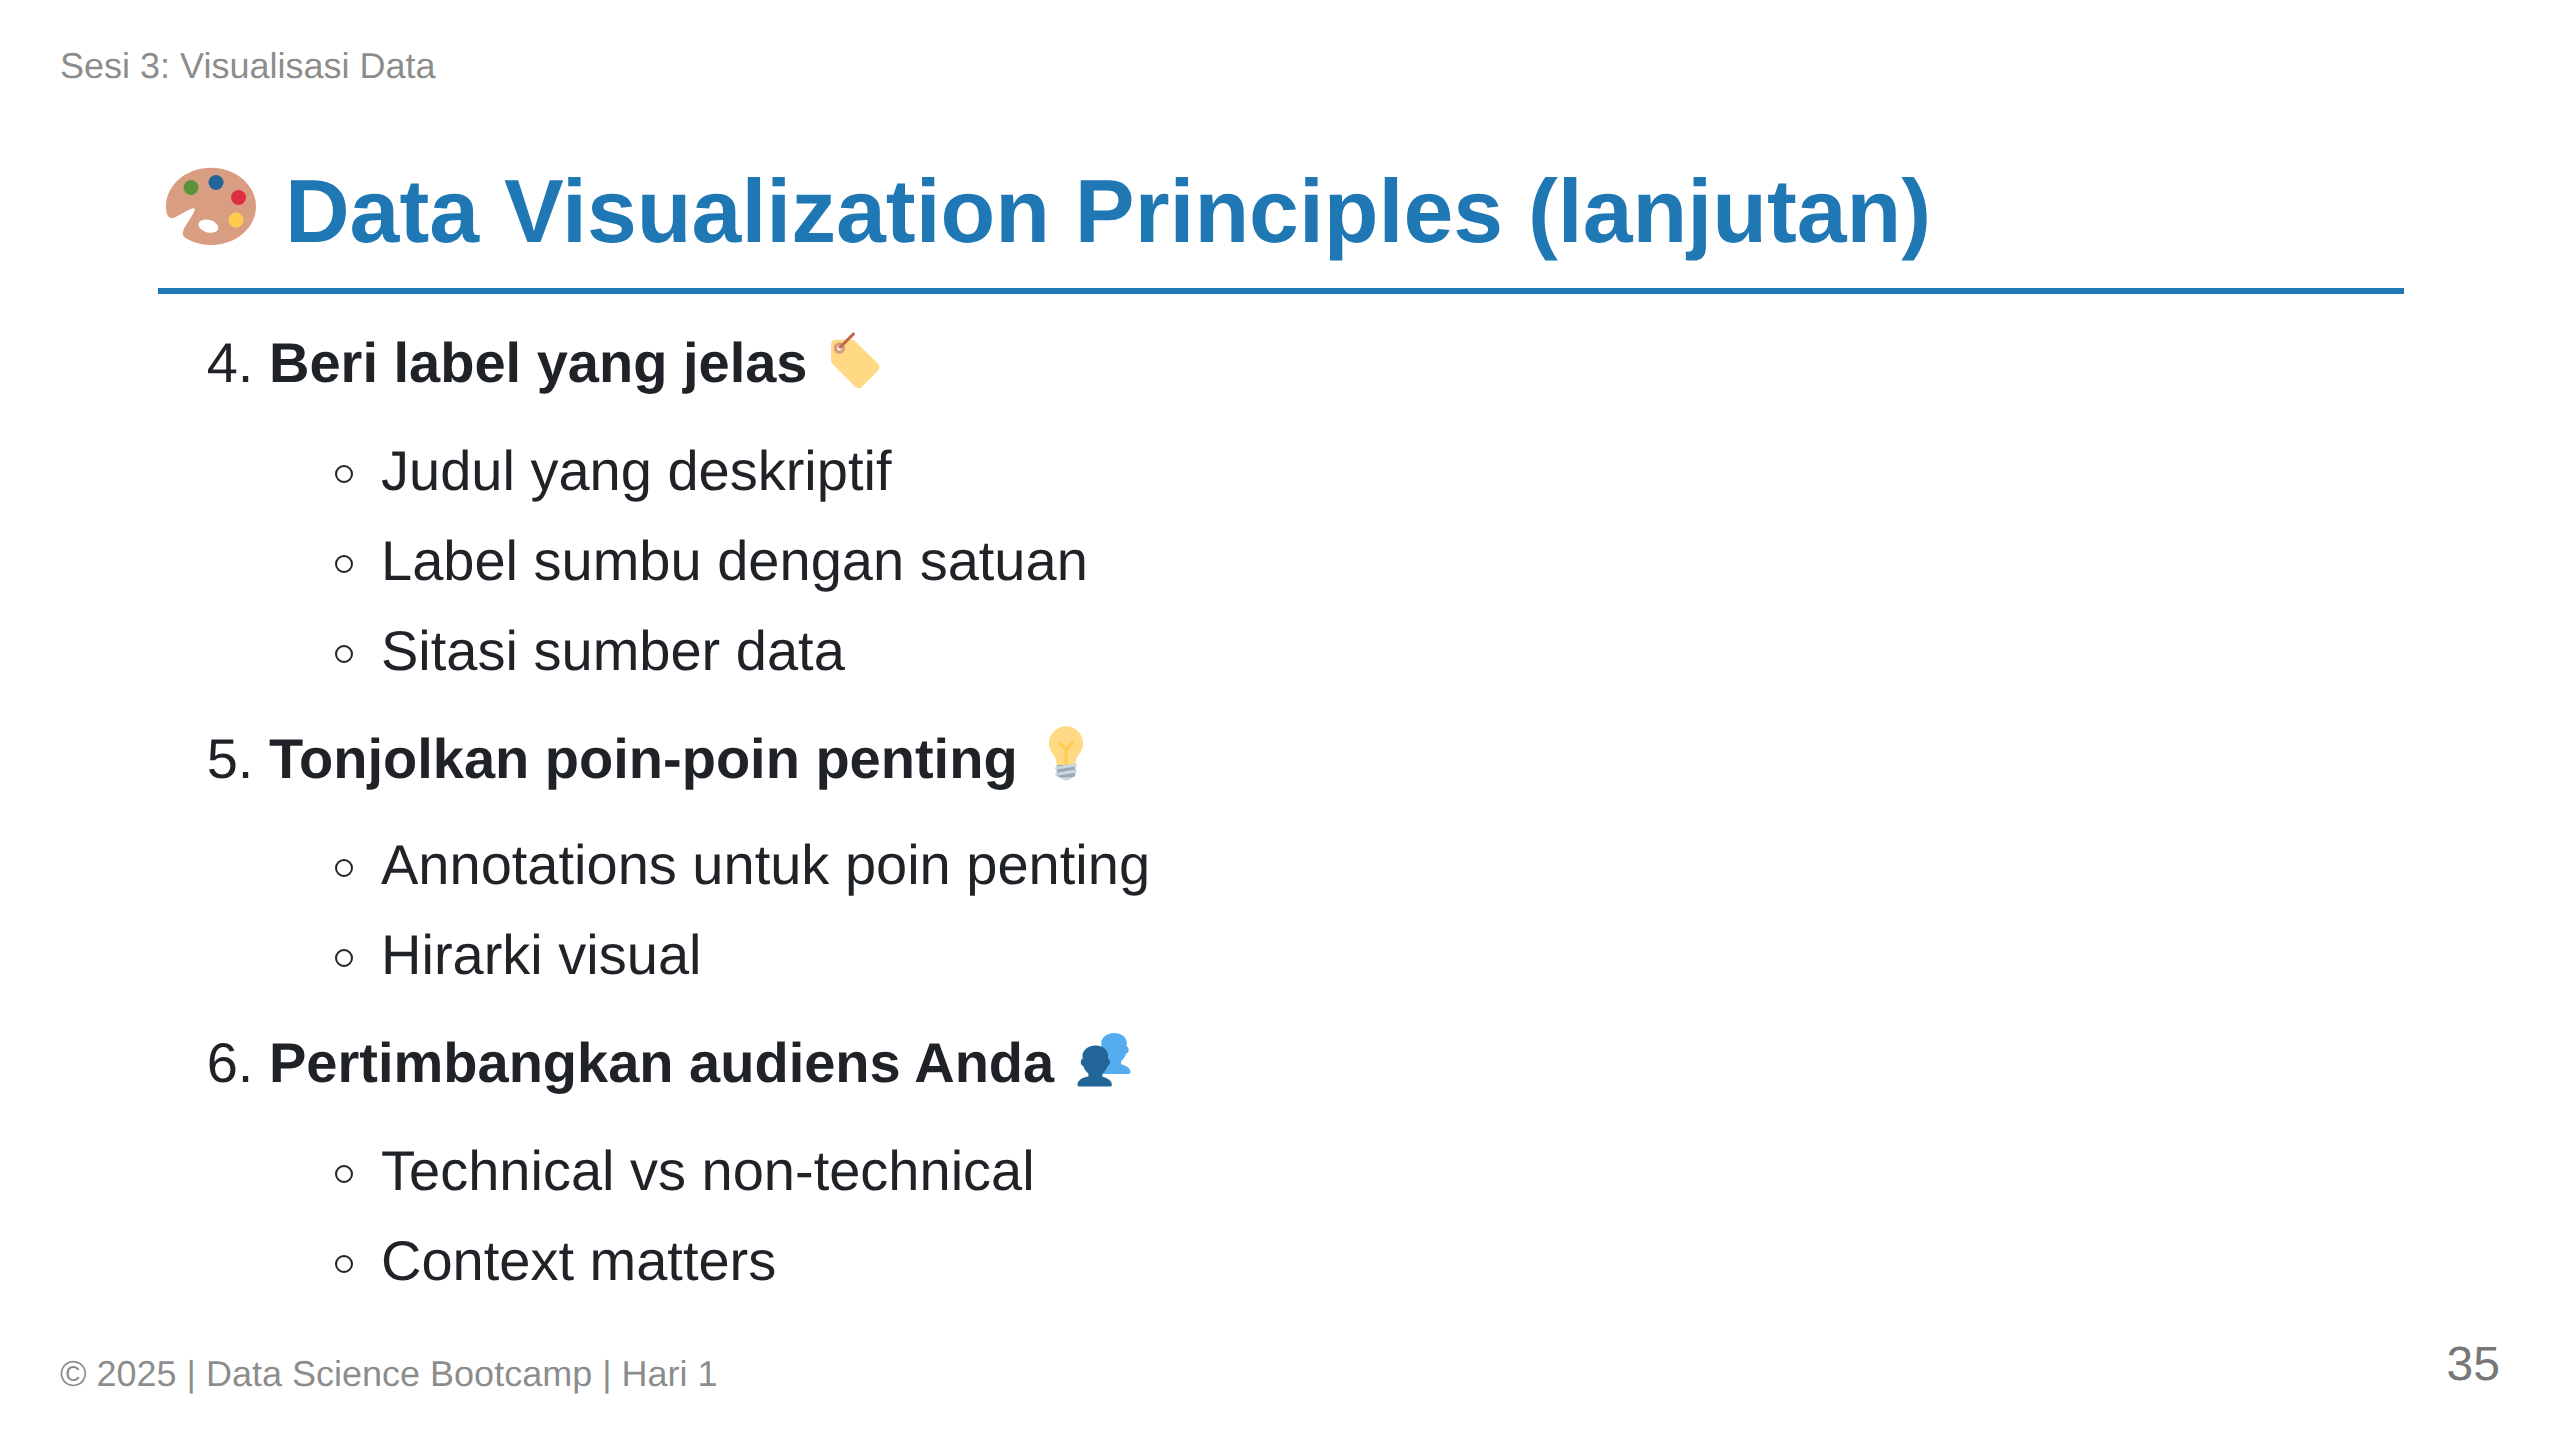 Sesi 3: Visualisasi Data
🎨 Data Visualization Principles (lanjutan)
4. Beri label yang jelas 🏷️
○ Judul yang deskriptif
○ Label sumbu dengan satuan
○ Sitasi sumber data
5. Tonjolkan poin-poin penting 💡
○ Annotations untuk poin penting
○ Hirarki visual
6. Pertimbangkan audiens Anda 👥
○ Technical vs non-technical
○ Context matters
© 2025 | Data Science Bootcamp | Hari 1
35